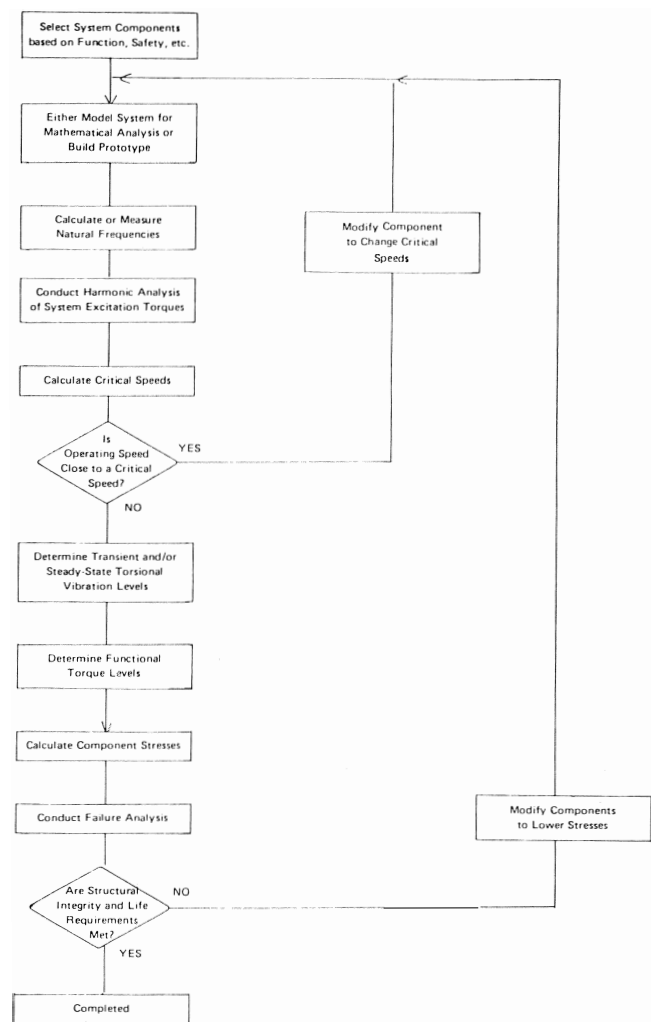 Select System Components
based on Function, Safety, etc.
Either Model System for
Mathematical Analysis or
Build Prototype
Calculate or Measure
Natural Frequencies
Modify Component
to Change Critical
Speeds
Conduct Harmonic Analysis
of System Excitation Torques
Calculate Critical Speeds
Is
Operating Speed
Close to a Critical
Speed?
YES
NO
Determine Transient and/or
Steady-State Torsional
Vibration Levels
Determine Functional
Torque Levels
Calculate Component Stresses
Conduct Failure Analysis
Modify Components
to Lower Stresses
Are Structural
Integrity and Life
Requirements
Met?
NO
YES
Completed